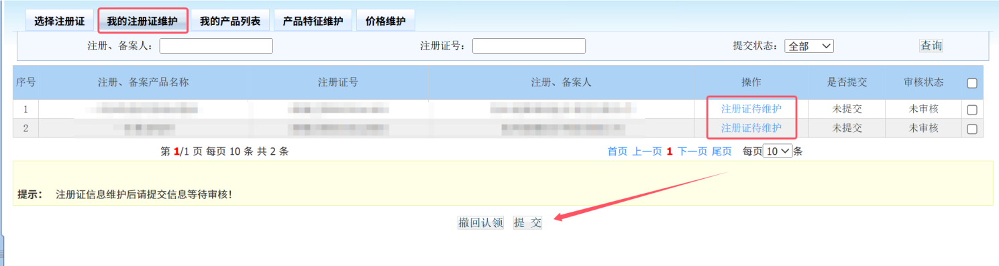 选择注册证 我的注册证维护 我的产品列表 产品特征维护 价格维护
注册、备案人： 注册证号： 提交状态： 全部 查询
序号 注册、备案产品名称 注册证号 注册、备案人 操作 是否提交 审核状态
1 注册证待维护 未提交 未审核
2 注册证待维护 未提交 未审核
第 1/1 页 每页 10 条 共 2 条 首页 上一页 1 下一页 尾页 每页 10 条
提示： 注册证信息维护后请提交信息等待审核！
撤回认领 提 交